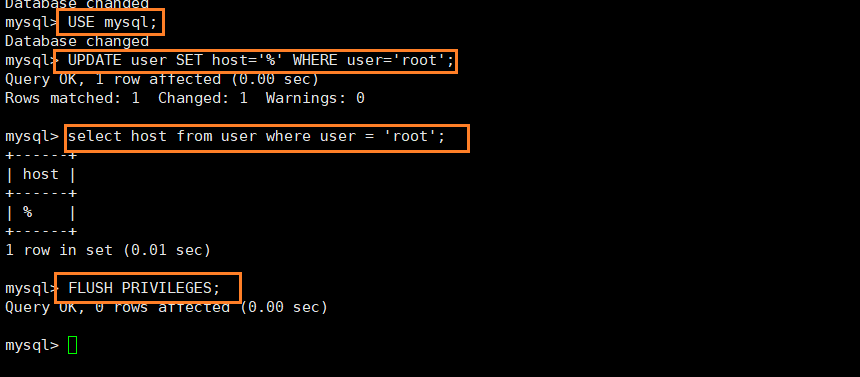 Database changed
mysql> USE mysql;
Database changed
mysql> UPDATE user SET host='%' WHERE user='root';
Query OK, 1 row affected (0.00 sec)
Rows matched: 1  Changed: 1  Warnings: 0
mysql> select host from user where user = 'root';
+------+
| host |
+------+
| %    |
+------+
1 row in set (0.01 sec)
mysql> FLUSH PRIVILEGES;
Query OK, 0 rows affected (0.00 sec)
mysql>